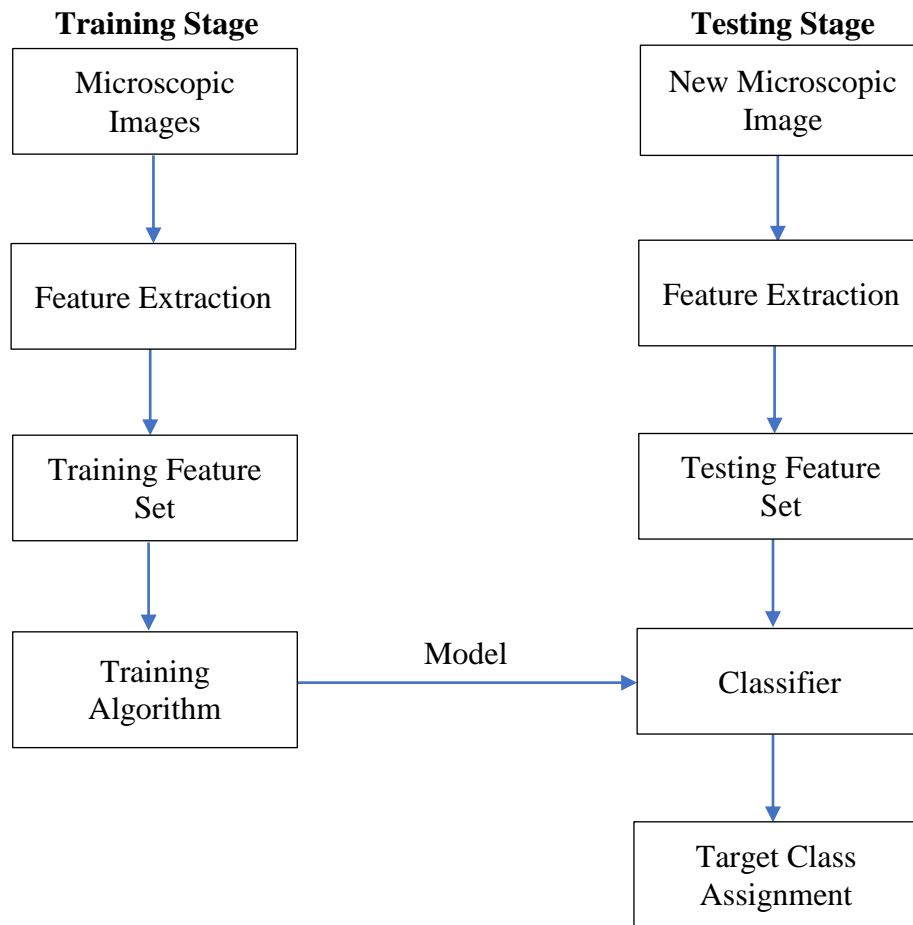 Training Stage
Microscopic
Images
Feature Extraction
Training Feature
Set
Training
Algorithm
Model
Testing Stage
New Microscopic
Image
Feature Extraction
Testing Feature
Set
Classifier
Target Class
Assignment